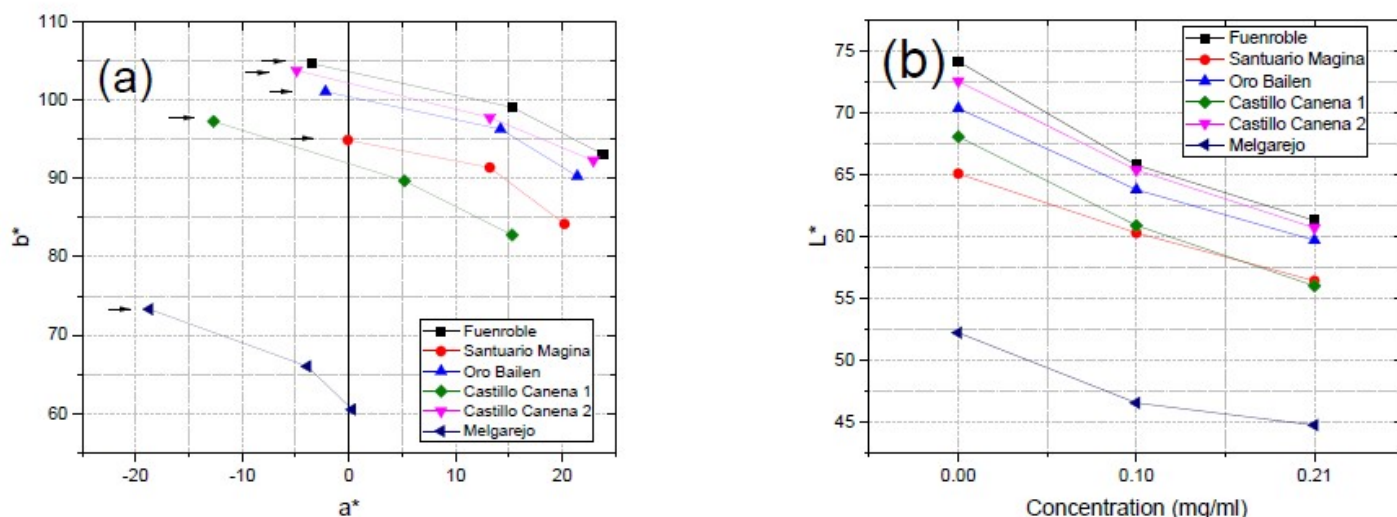 (a)
110
100
90
80
70
60
b*
-20 -10 0 10 20
a*
Fuenroble
Santuario Magina
Oro Bailen
Castillo Canena 1
Castillo Canena 2
Melgarejo
(b)
75
70
65
60
55
50
45
L*
0.00 0.10 0.21
Concentration (mg/ml)
Fuenroble
Santuario Magina
Oro Bailen
Castillo Canena 1
Castillo Canena 2
Melgarejo